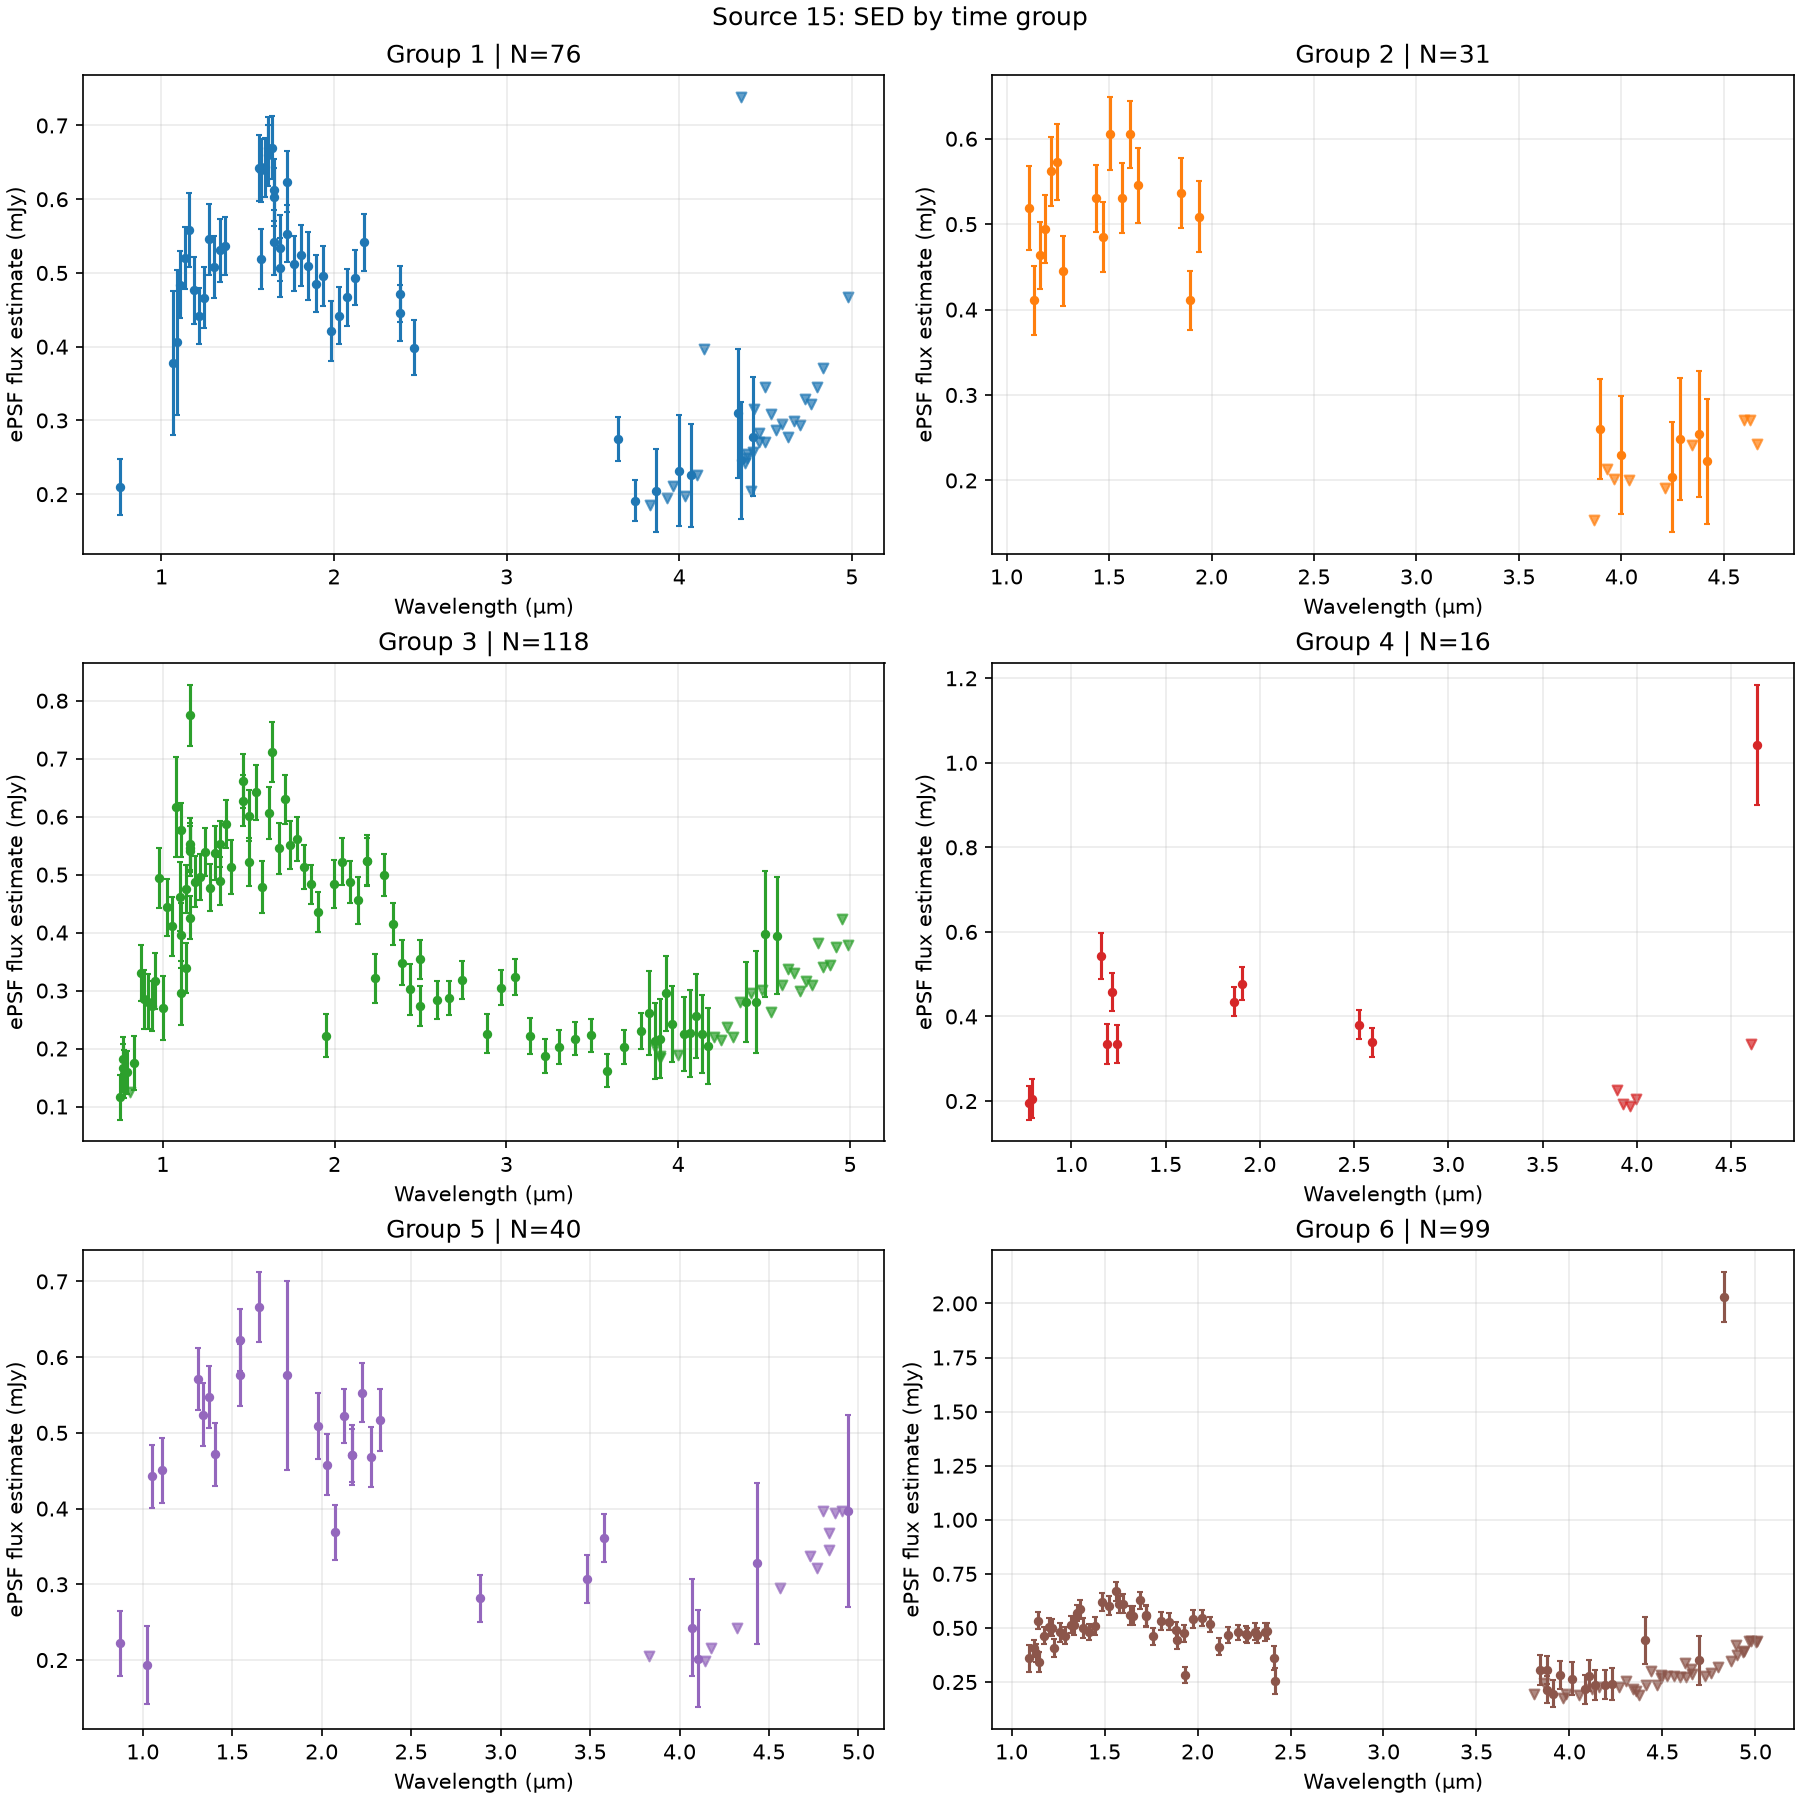 Source 15: SED by time group
Group 1 | N=76
ePSF flux estimate (mJy)
0.7
0.6
0.5
0.4
0.3
0.2
1 2 3 4 5
Wavelength (μm)
Group 2 | N=31
ePSF flux estimate (mJy)
0.6
0.5
0.4
0.3
0.2
1.0 1.5 2.0 2.5 3.0 3.5 4.0 4.5
Wavelength (μm)
Group 3 | N=118
ePSF flux estimate (mJy)
0.8
0.7
0.6
0.5
0.4
0.3
0.2
0.1
1 2 3 4 5
Wavelength (μm)
Group 4 | N=16
ePSF flux estimate (mJy)
1.2
1.0
0.8
0.6
0.4
0.2
1.0 1.5 2.0 2.5 3.0 3.5 4.0 4.5
Wavelength (μm)
Group 5 | N=40
ePSF flux estimate (mJy)
0.7
0.6
0.5
0.4
0.3
0.2
1.0 1.5 2.0 2.5 3.0 3.5 4.0 4.5 5.0
Wavelength (μm)
Group 6 | N=99
ePSF flux estimate (mJy)
2.00
1.75
1.50
1.25
1.00
0.75
0.50
0.25
1.0 1.5 2.0 2.5 3.0 3.5 4.0 4.5 5.0
Wavelength (μm)